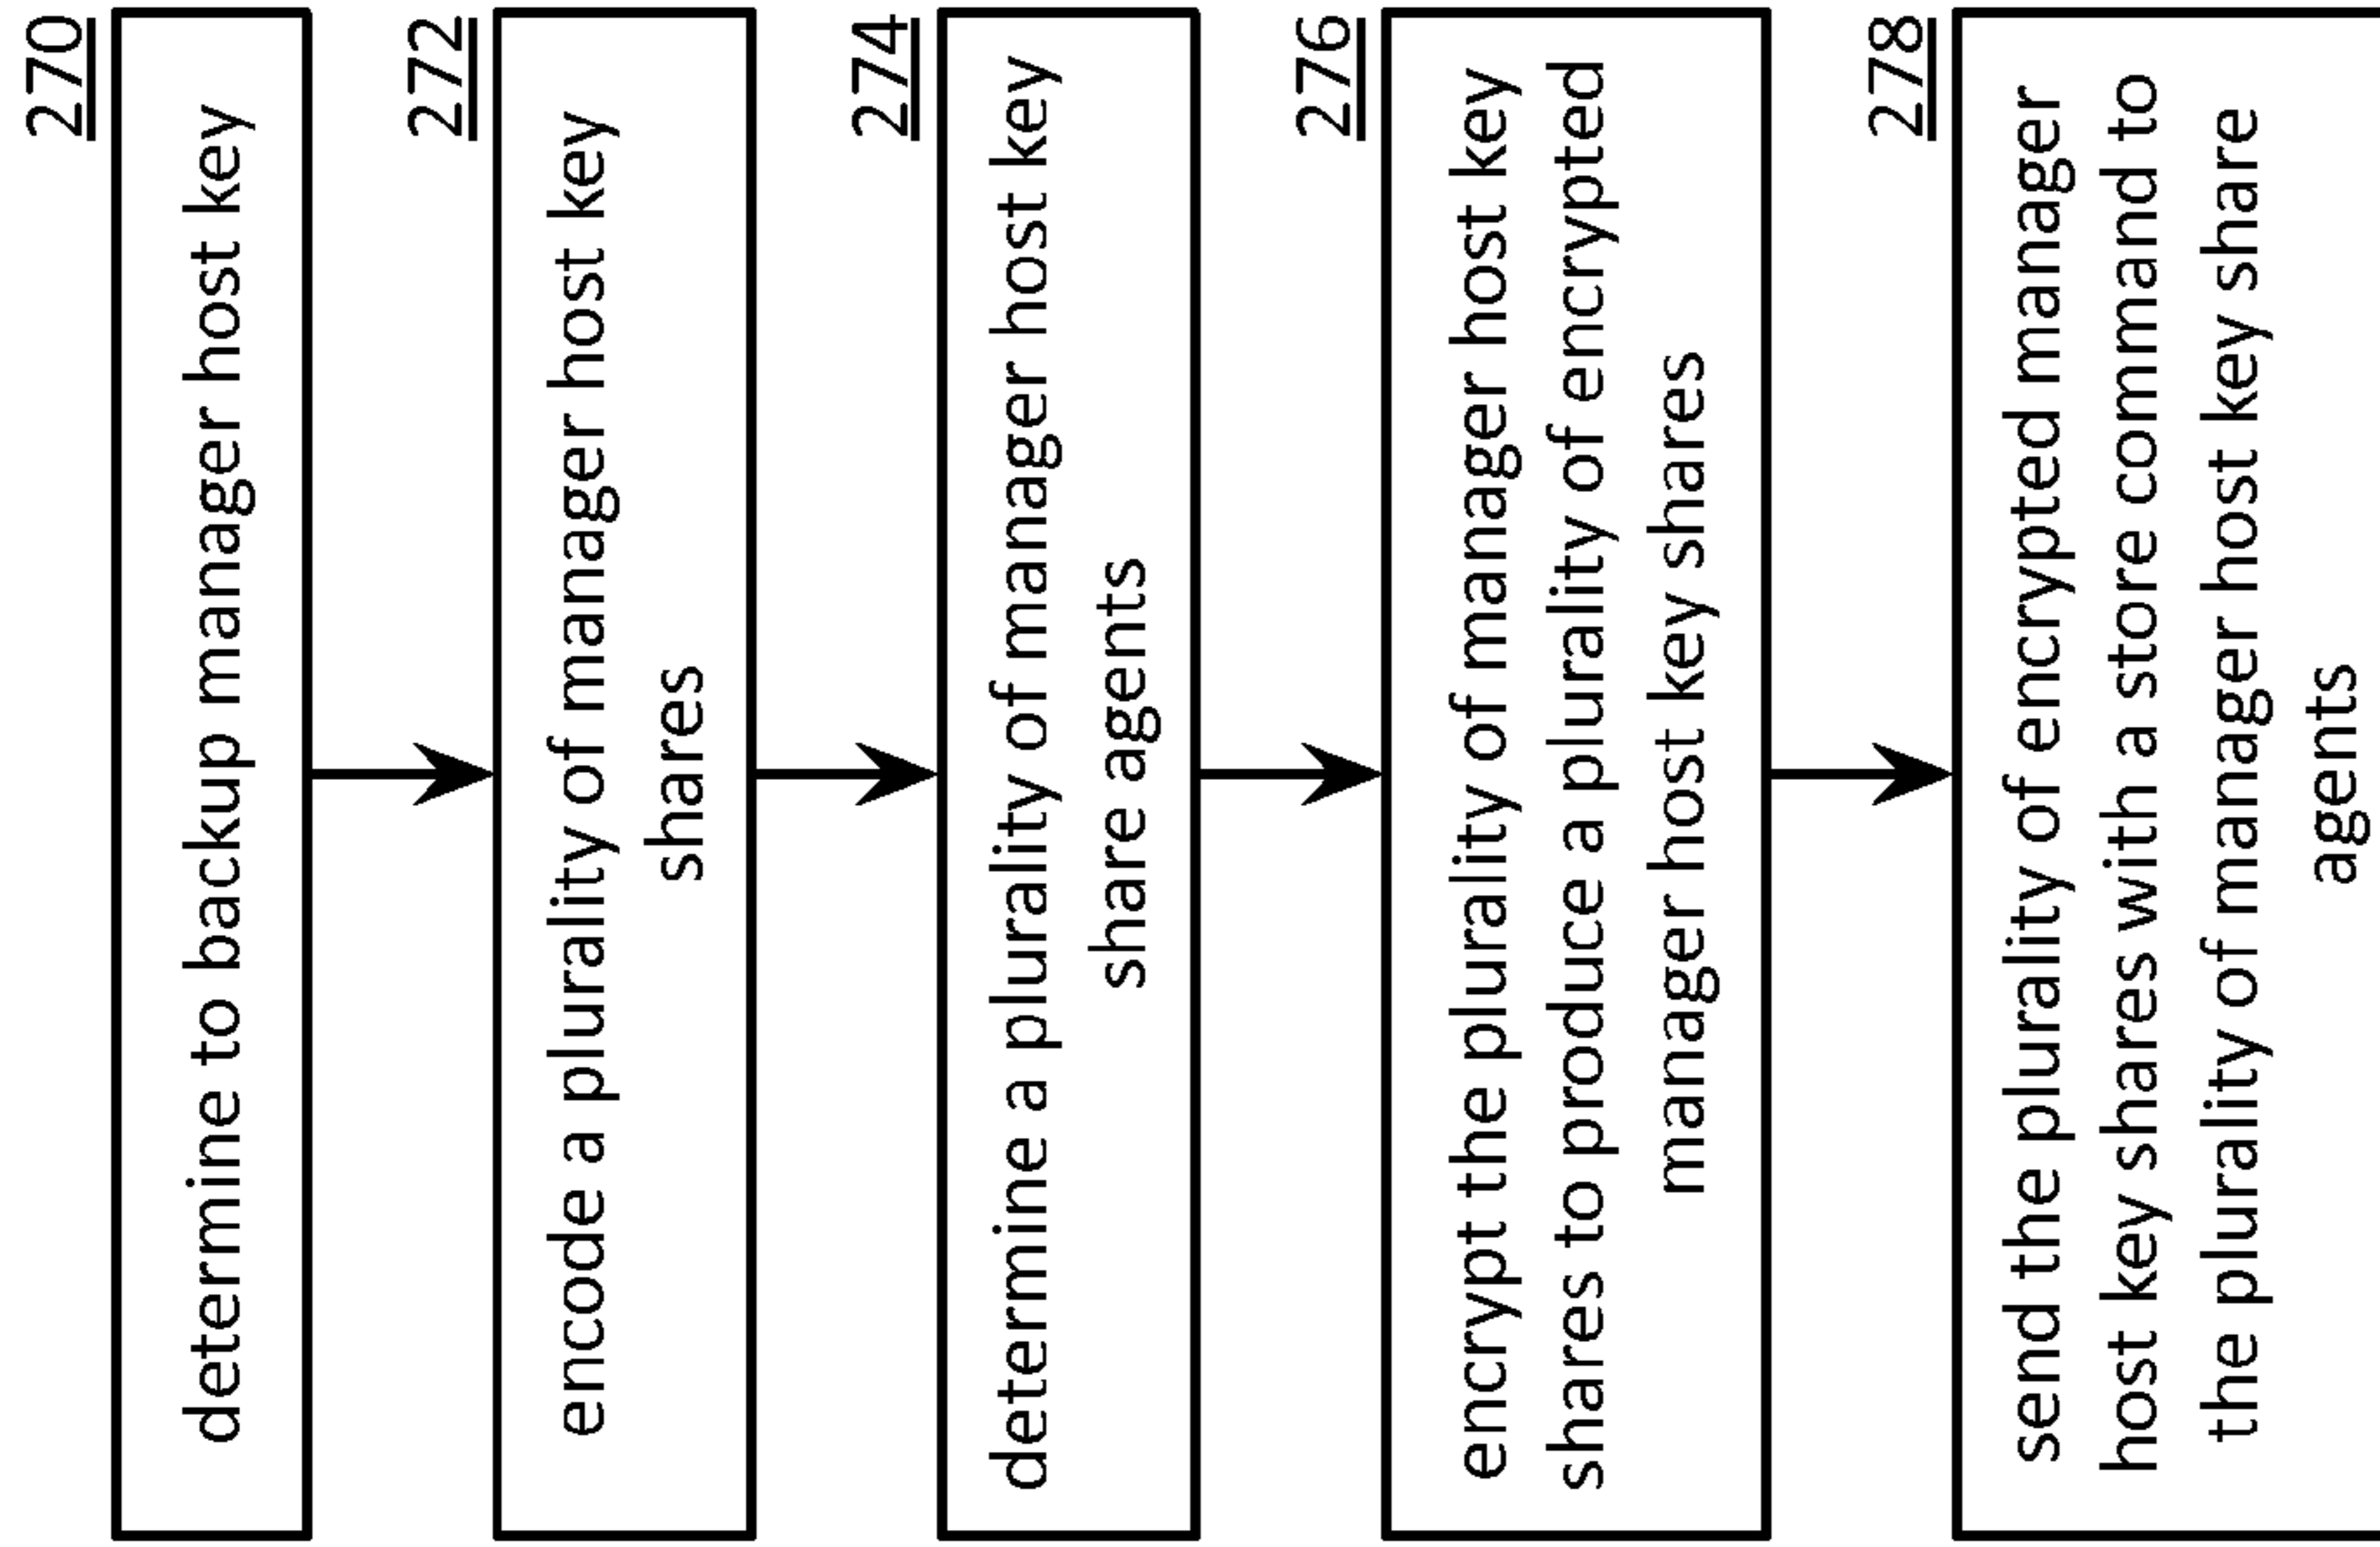 270
determine to backup manager host key
272
encode a plurality of manager host key
shares
274
determine a plurality of manager host key
share agents
276
encrypt the plurality of manager host key
shares to produce a plurality of encrypted
manager host key shares
278
send the plurality of encrypted manager
host key shares with a store command to
the plurality of manager host key share
agents